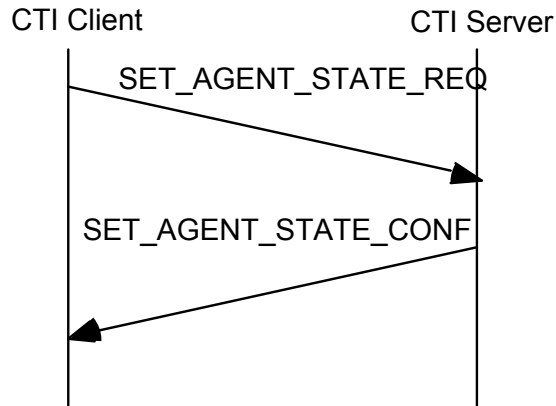 CTI Client
CTI Server
SET_AGENT_STATE_REQ
SET_AGENT_STATE_CONF